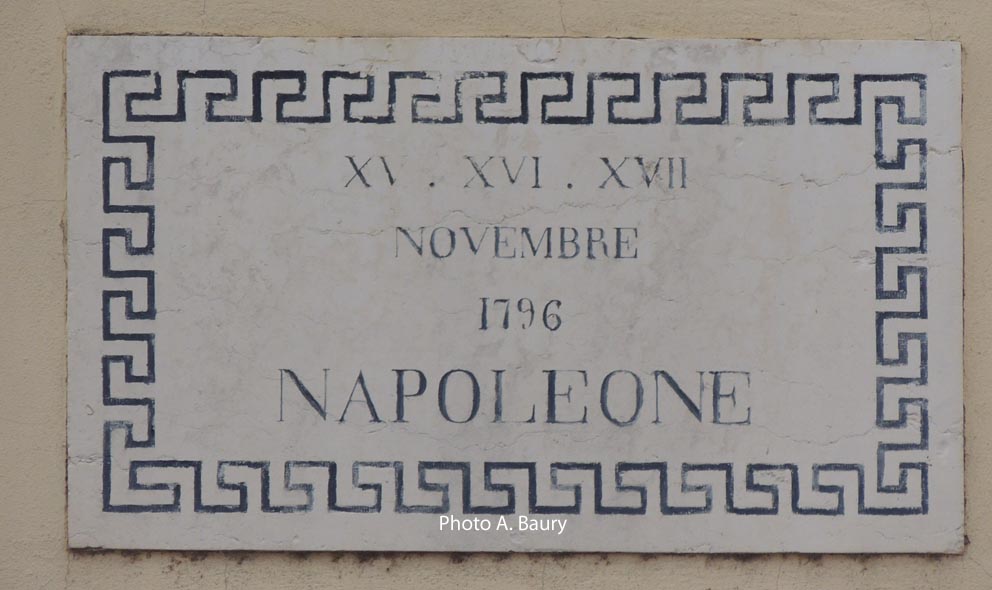 XV . XVI . XVII
NOVEMBRE
1796
NAPOLEONE
Photo A. Baury